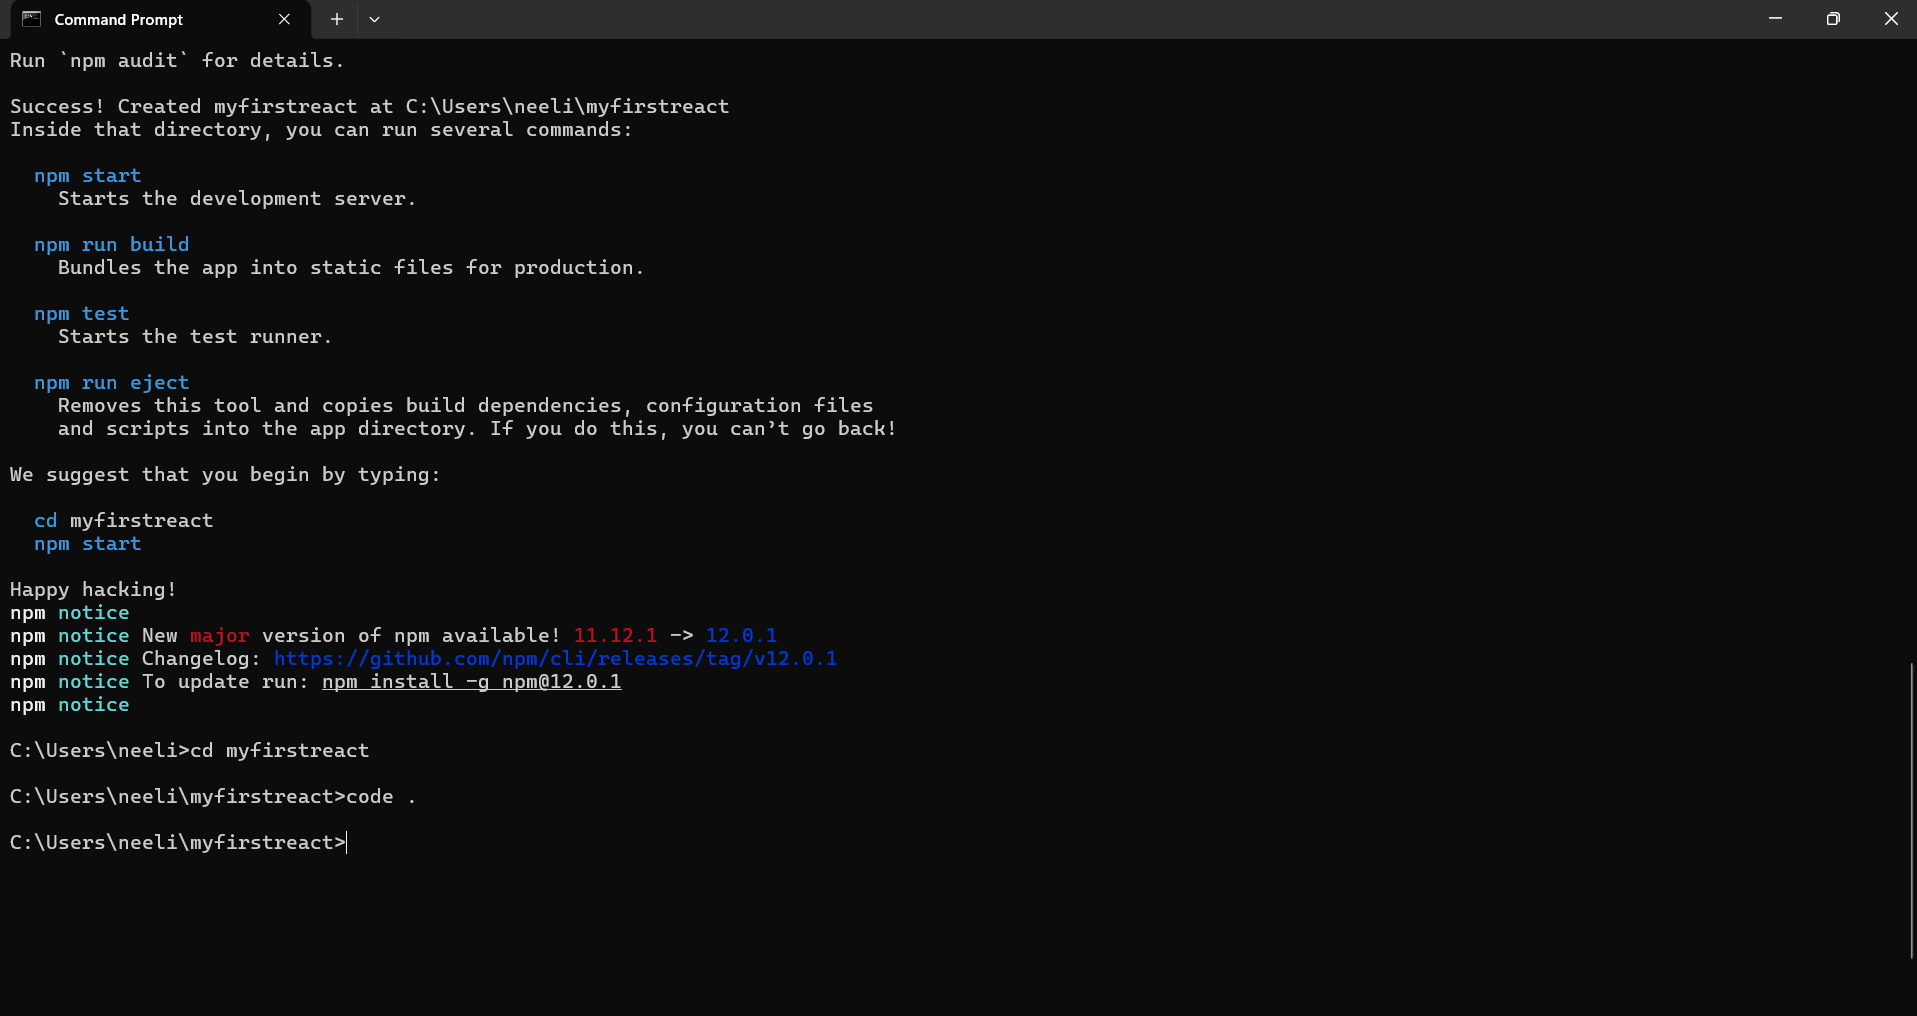 Command Prompt
Run `npm audit` for details.
Success! Created myfirstreact at C:\Users\neeli\myfirstreact
Inside that directory, you can run several commands:
npm start
Starts the development server.
npm run build
Bundles the app into static files for production.
npm test
Starts the test runner.
npm run eject
Removes this tool and copies build dependencies, configuration files
and scripts into the app directory. If you do this, you can’t go back!
We suggest that you begin by typing:
cd myfirstreact
npm start
Happy hacking!
npm notice
npm notice New major version of npm available! 11.12.1 -> 12.0.1
npm notice Changelog: https://github.com/npm/cli/releases/tag/v12.0.1
npm notice To update run: npm install -g npm@12.0.1
npm notice
C:\Users\neeli>cd myfirstreact
C:\Users\neeli\myfirstreact>code .
C:\Users\neeli\myfirstreact>